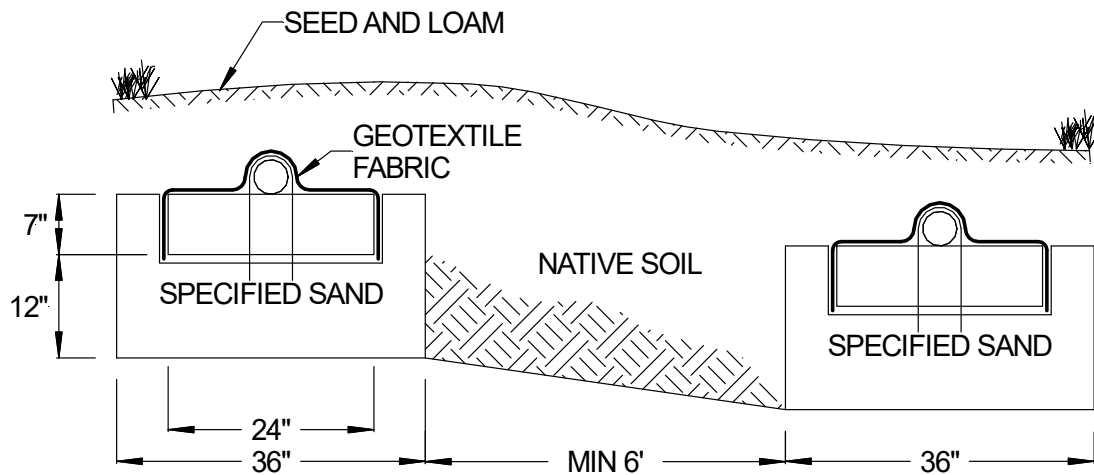 SEED AND LOAM
GEOTEXTILE
FABRIC
7"
NATIVE SOIL
12"
SPECIFIED SAND
SPECIFIED SAND
24"
36"
MIN 6'
36"